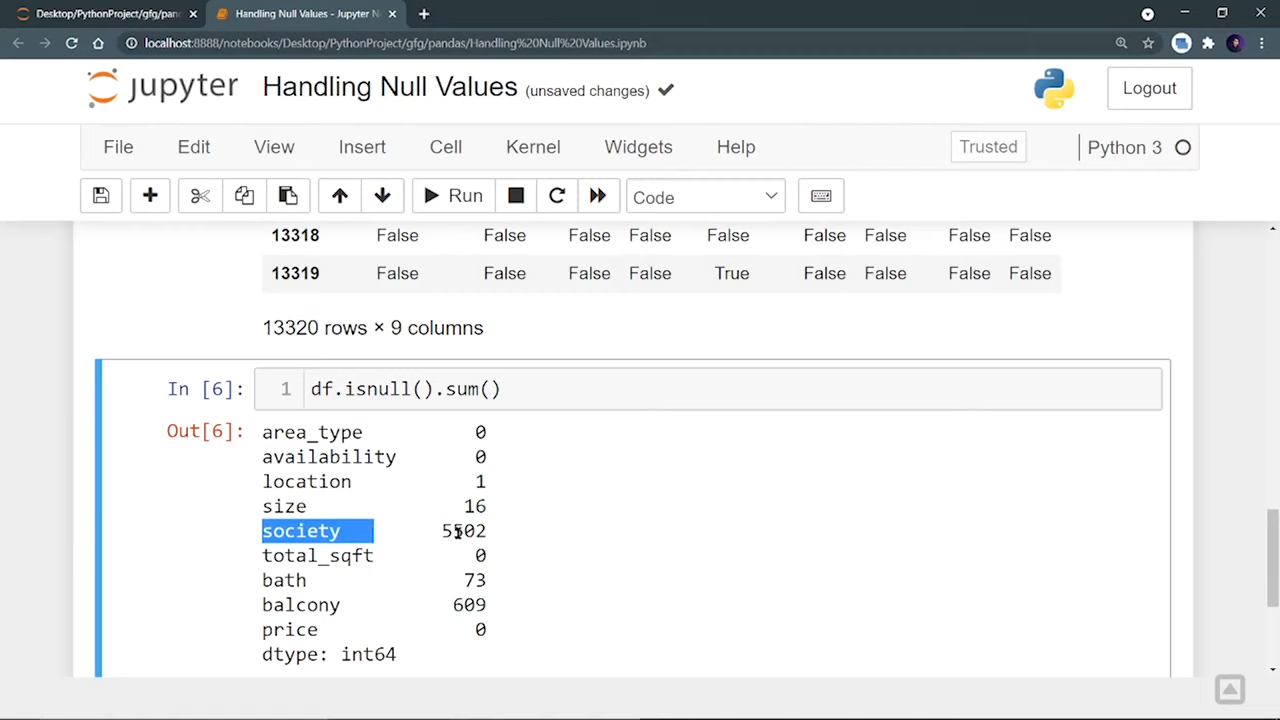 Desktop/PythonProject/gfg/pan
Handling Null Values - Jupyter N
localhost:8888/notebooks/Desktop/PythonProject/gfg/pandas/Handling%20Null%20Values.ipynb
jupyter Handling Null Values (unsaved changes) Logout
File Edit View Insert Cell Kernel Widgets Help Trusted Python 3
Run Code
13318 False False False False False False False False False
13319 False False False False True False False False False
13320 rows × 9 columns
In [6]: 1 df.isnull().sum()
Out[6]: area_type 0
availability 0
location 1
size 16
society 5502
total_sqft 0
bath 73
balcony 609
price 0
dtype: int64